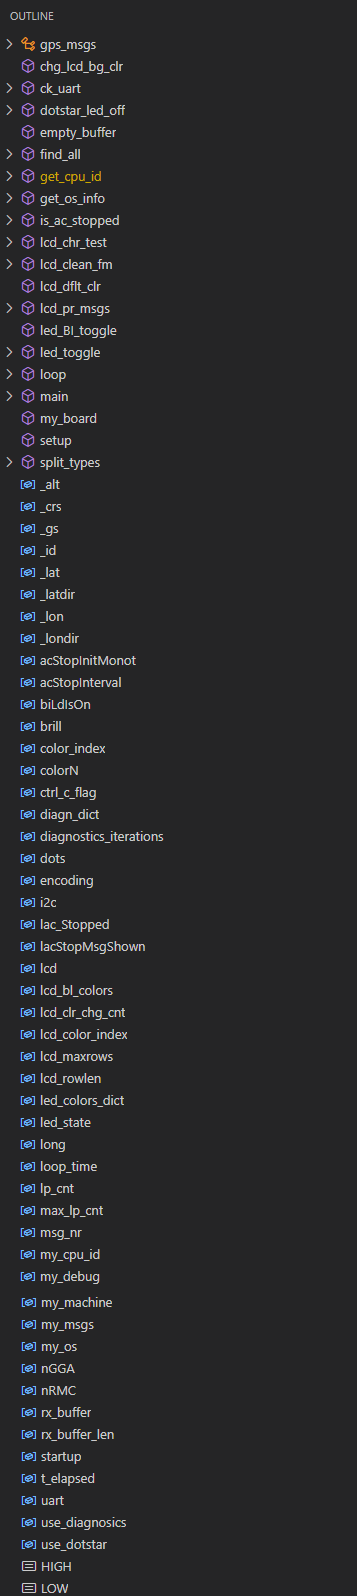 OUTLINE
gps_msgs
chg_lcd_bg_clr
ck_uart
dotstar_led_off
empty_buffer
find_all
get_cpu_id
get_os_info
is_ac_stopped
lcd_chr_test
lcd_clean_fm
lcd_dflt_clr
lcd_pr_msgs
led_BI_toggle
led_toggle
loop
main
my_board
setup
split_types
_alt
_crs
_gs
_id
_lat
_latdir
_lon
_londir
acStopInitMonot
acStopInterval
biLdIsOn
brill
color_index
colorN
ctrl_c_flag
diagn_dict
diagnostics_iterations
dots
encoding
i2c
lac_Stopped
lacStopMsgShown
lcd
lcd_bl_colors
lcd_clr_chg_cnt
lcd_color_index
lcd_maxrows
lcd_rowlen
led_colors_dict
led_state
long
loop_time
lp_cnt
max_lp_cnt
msg_nr
my_cpu_id
my_debug
my_machine
my_msgs
my_os
nGGA
nRMC
rx_buffer
rx_buffer_len
startup
t_elapsed
uart
use_diagnosics
use_dotstar
HIGH
LOW